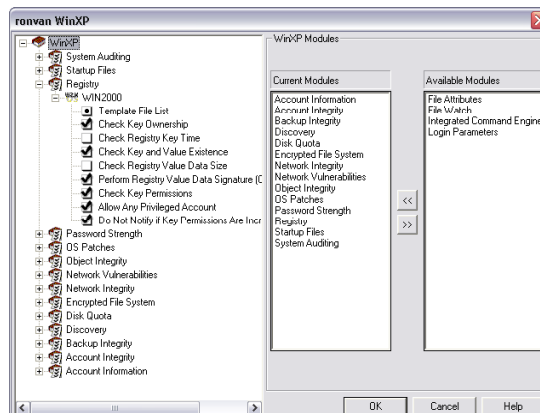 ronvan WinXP
WinXP
System Auditing
Startup Files
Registry
WIN2000
Template File List
Check Key Ownership
Check Registry Key Time
Check Key and Value Existence
Check Registry Value Data Size
Perform Registry Value Data Signature (C
Check Key Permissions
Allow Any Privileged Account
Do Not Notify if Key Permissions Are Incr
Password Strength
OS Patches
Object Integrity
Network Vulnerabilities
Network Integrity
Encrypted File System
Disk Quota
Discovery
Backup Integrity
Account Integrity
Account Information
WinXP Modules
Current Modules
Account Information
Account Integrity
Backup Integrity
Discovery
Disk Quota
Encrypted File System
Network Integrity
Network Vulnerabilities
Object Integrity
OS Patches
Password Strength
Registry
Startup Files
System Auditing
<<
>>
Available Modules
File Attributes
File Watch
Integrated Command Engine
Login Parameters
OK
Cancel
Help